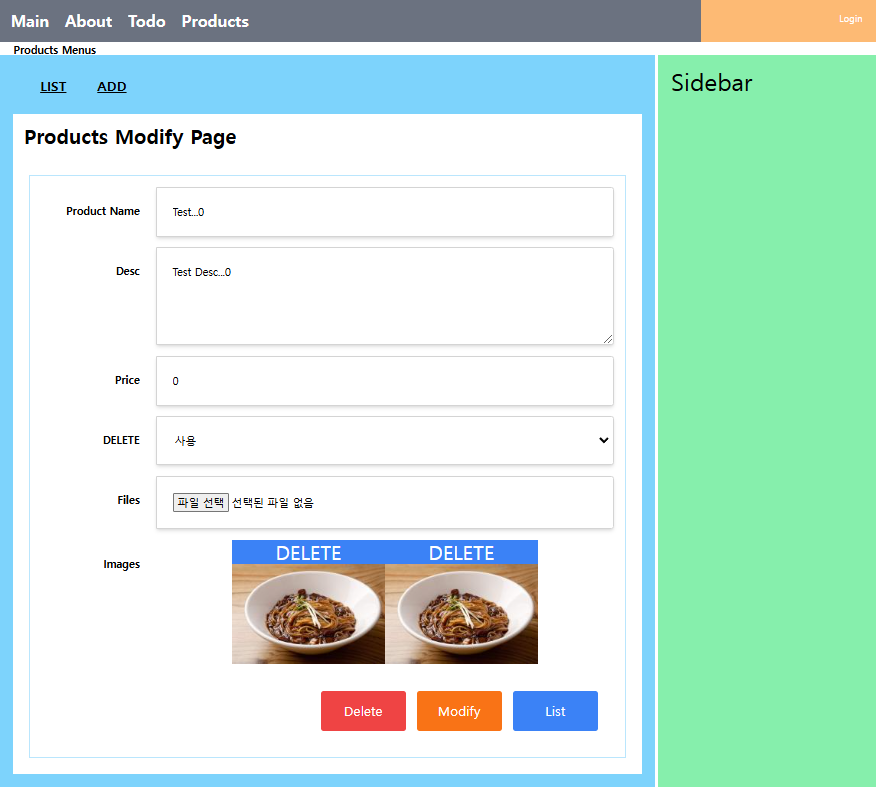 Main About Todo Products
Login
Products Menus
LIST ADD
Sidebar
Products Modify Page
Product Name Test...0
Desc Test Desc...0
Price 0
DELETE 사용
Files 파일 선택 선택된 파일 없음
Images DELETE DELETE
Delete Modify List